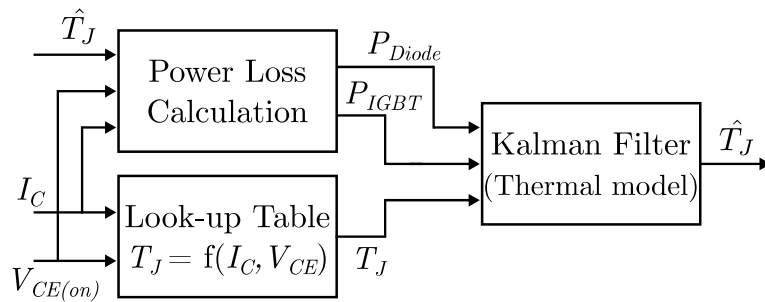 T̂_J
Power Loss
Calculation
P_Diode
P_IGBT
Kalman Filter
(Thermal model)
T̂_J
I_C
Look-up Table
T_J = f(I_C, V_CE)
T_J
V_CE(on)